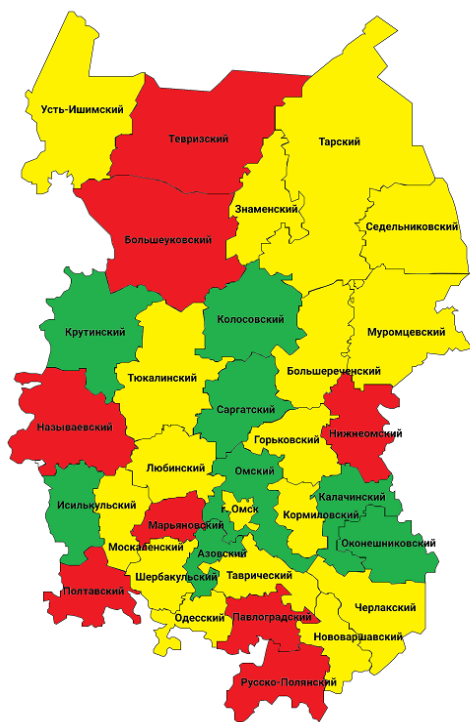 Усть-Ишимский
Тевризский
Тарский
Знаменский
Седельниковский
Большеуковский
Колосовский
Крутинский
Муромцевский
Большереченский
Тюкалинский
Саргатский
Называевский
Горьковский
Нижнеомский
Любинский
Омский
Калачинский
Исилькульский
г. Омск
Кормиловский
Марьяновский
Оконешниковский
Москаленский
Азовский
Шербакульский
Таврический
Полтавский
Черлакский
Одесский
Павлоградский
Нововаршавский
Русско-Полянский